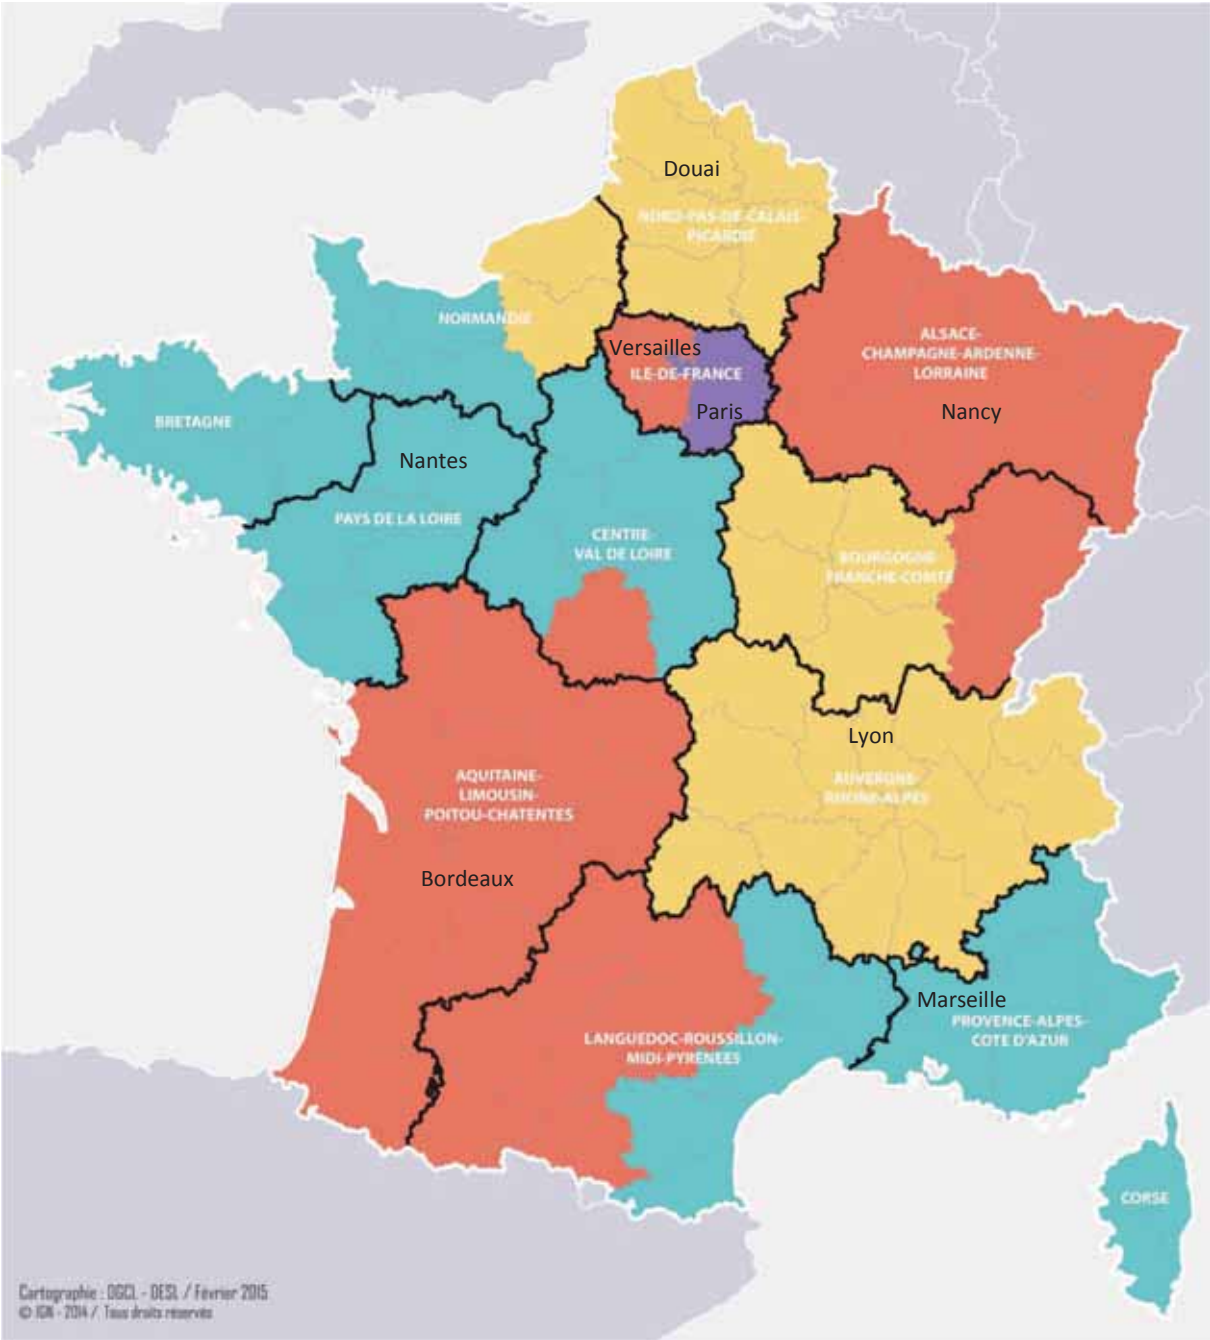 Douai
NORD-PAS-DE-CALAIS-
PICARDIE
NORMANDIE
Versailles
ILE-DE-FRANCE
Paris
ALSACE-
CHAMPAGNE-ARDENNE-
LORRAINE
Nancy
BRETAGNE
Nantes
PAYS DE LA LOIRE
CENTRE-
VAL DE LOIRE
BOURGOGNE-
FRANCHE-COMTÉ
Lyon
AUVERGNE-
RHÔNE-ALPES
AQUITAINE-
LIMOUSIN-
POITOU-CHATENTES
Bordeaux
Marseille
PROVENCE-ALPES-
COTE D'AZUR
LANGUEDOC-ROUSSILLON-
MIDI-PYRENEES
CORSE
Cartographie : DGCL - DESL / Février 2015
© IGN - 2014 / Tous droits réservés